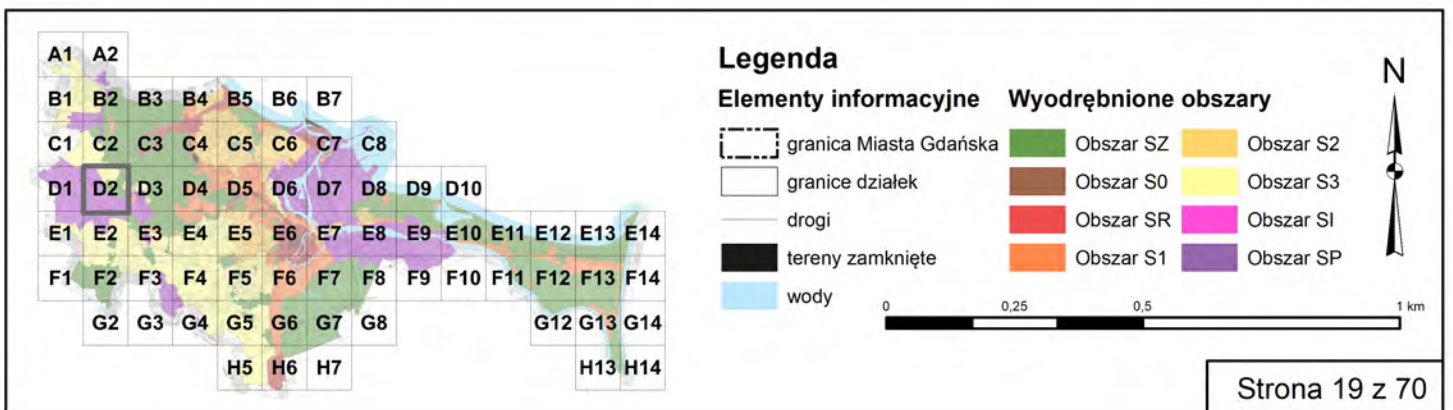 A1 A2
B1 B2 B3 B4 B5 B6 B7
C1 C2 C3 C4 C5 C6 C7 C8
D1 D2 D3 D4 D5 D6 D7 D8 D9 D10
E1 E2 E3 E4 E5 E6 E7 E8 E9 E10 E11 E12 E13 E14
F1 F2 F3 F4 F5 F6 F7 F8 F9 F10 F11 F12 F13 F14
G2 G3 G4 G5 G6 G7 G8 G12 G13 G14
H5 H6 H7 H13 H14
Legenda
Elementy informacyjne
granica Miasta Gdańska
granice działek
drogi
tereny zamknięte
wody
Wyodrębnione obszary
Obszar SZ
Obszar S0
Obszar SR
Obszar S1
Obszar S2
Obszar S3
Obszar SI
Obszar SP
0 0,25 0,5 1 km
N
Strona 19 z 70